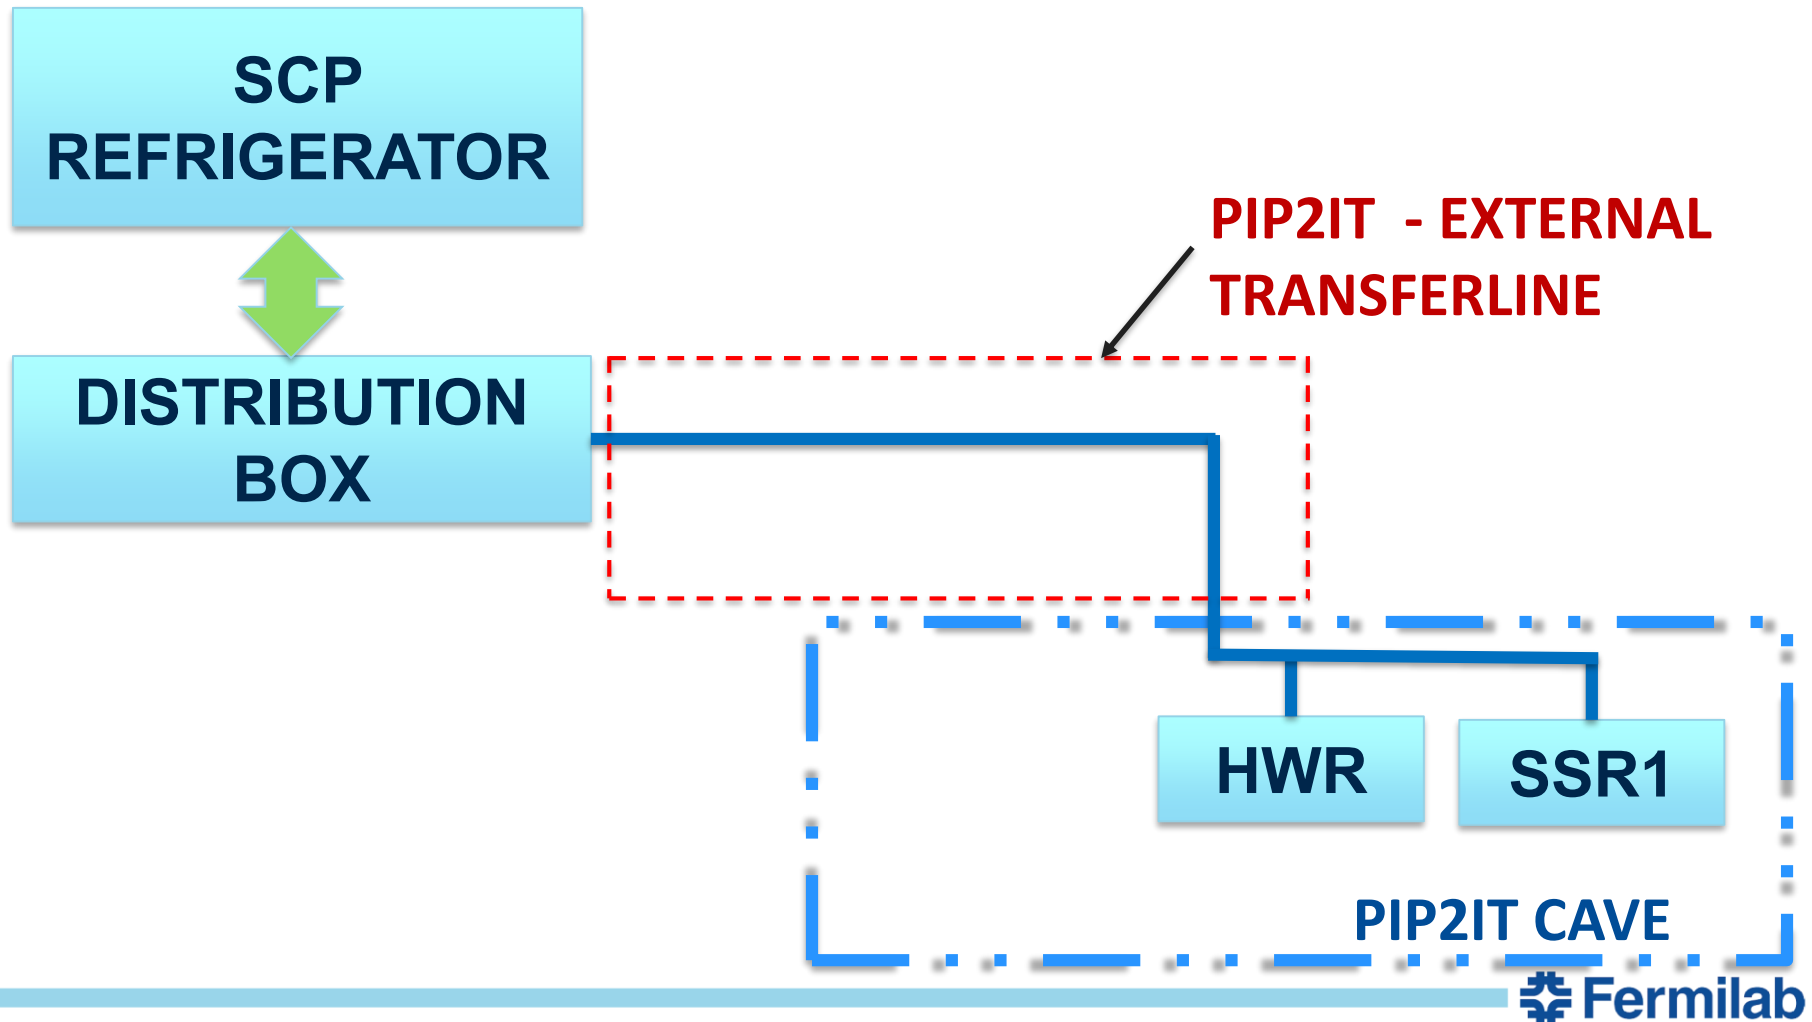 SCP
REFRIGERATOR
PIP2IT - EXTERNAL
TRANSFERLINE
DISTRIBUTION
BOX
HWR
SSR1
PIP2IT CAVE
Fermilab